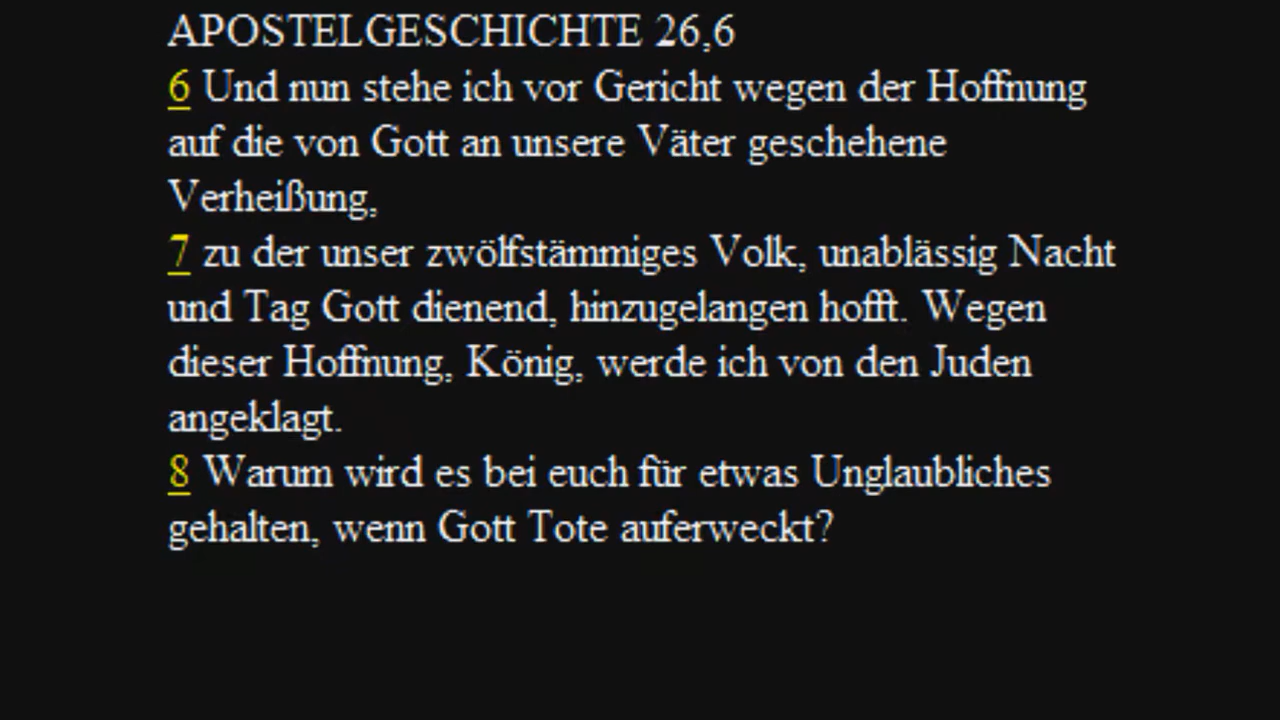 APOSTELGESCHICHTE 26,6
6 Und nun stehe ich vor Gericht wegen der Hoffnung
auf die von Gott an unsere Väter geschehene
Verheißung,
7 zu der unser zwölfstämmiges Volk, unablässig Nacht
und Tag Gott dienend, hinzugelangen hofft. Wegen
dieser Hoffnung, König, werde ich von den Juden
angeklagt.
8 Warum wird es bei euch für etwas Unglaubliches
gehalten, wenn Gott Tote auferweckt?